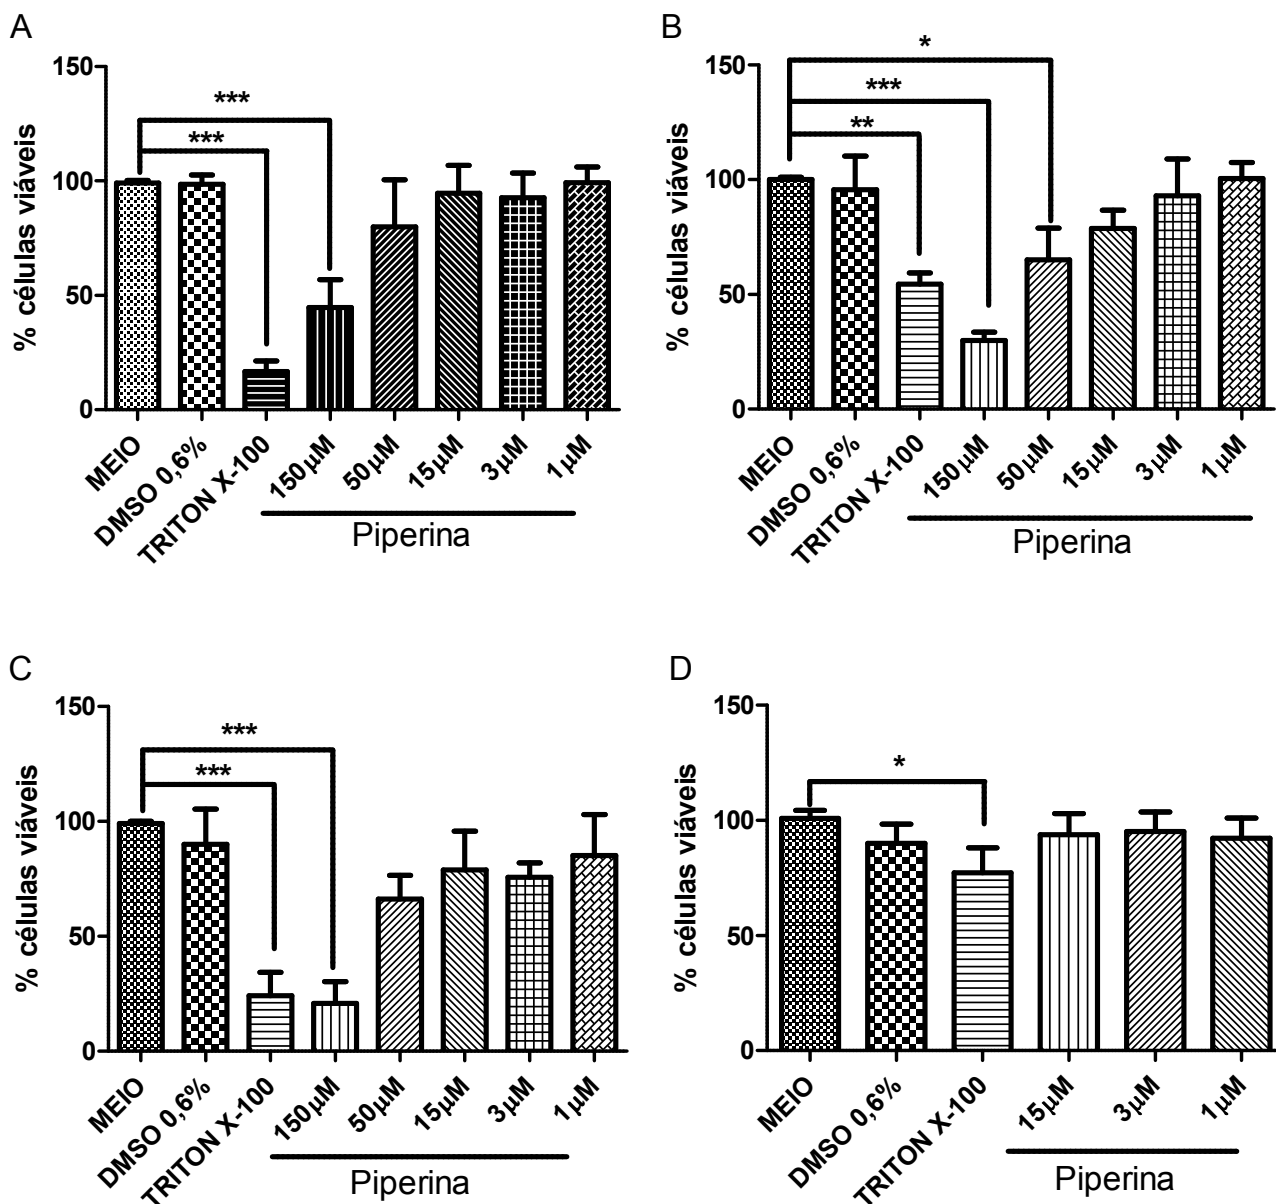 A
% células viáveis
150
100
50
0
***
***
MEIO
DMSO 0,6%
TRITON X-100
150µM
50µM
15µM
3µM
1µM
Piperina
B
% células viáveis
150
100
50
0
*
***
**
MEIO
DMSO 0,6%
TRITON X-100
150µM
50µM
15µM
3µM
1µM
Piperina
C
% células viáveis
150
100
50
0
***
***
MEIO
DMSO 0,6%
TRITON X-100
150µM
50µM
15µM
3µM
1µM
Piperina
D
% células viáveis
150
100
50
0
*
MEIO
DMSO 0,6%
TRITON X-100
15µM
3µM
1µM
Piperina